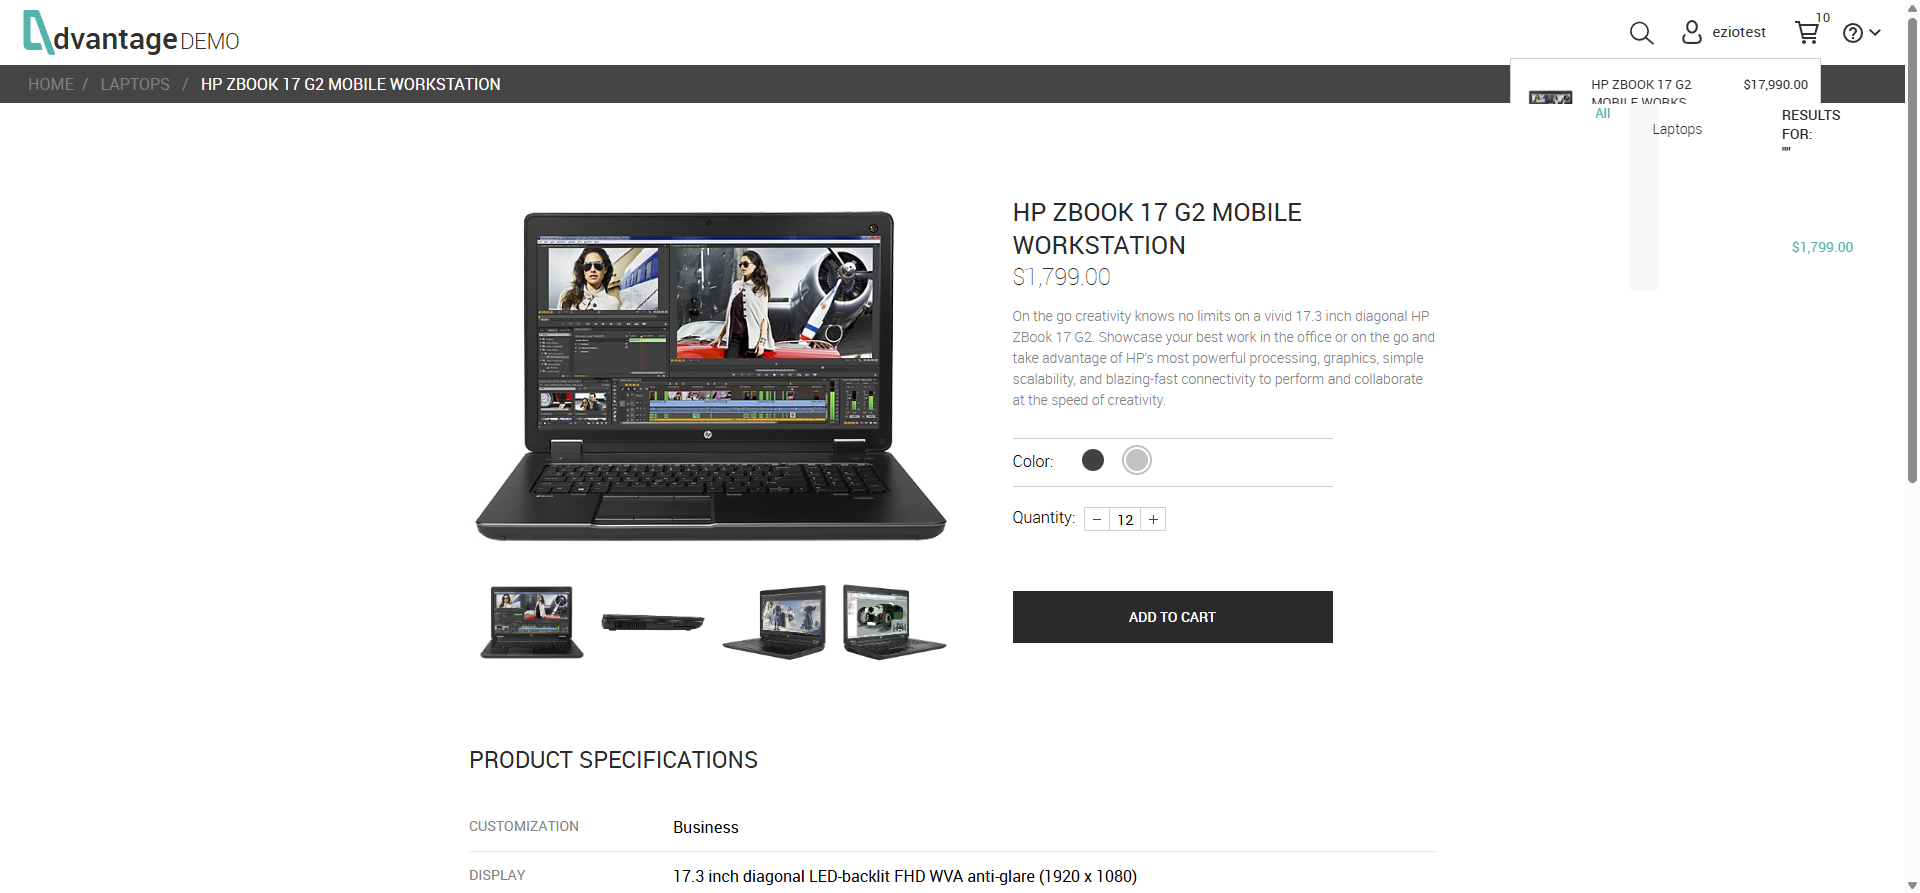 dvantage DEMO
eziotest
10
HOME / LAPTOPS / HP ZBOOK 17 G2 MOBILE WORKSTATION
HP ZBOOK 17 G2
MOBILE WORKS
$17,990.00
All
Laptops
RESULTS
FOR:
""
$1,799.00
HP ZBOOK 17 G2 MOBILE
WORKSTATION
$1,799.00
On the go creativity knows no limits on a vivid 17.3 inch diagonal HP
ZBook 17 G2. Showcase your best work in the office or on the go and
take advantage of HP's most powerful processing, graphics, simple
scalability, and blazing-fast connectivity to perform and collaborate
at the speed of creativity.
Color:
Quantity: − 12 +
ADD TO CART
PRODUCT SPECIFICATIONS
CUSTOMIZATION Business
DISPLAY 17.3 inch diagonal LED-backlit FHD WVA anti-glare (1920 x 1080)